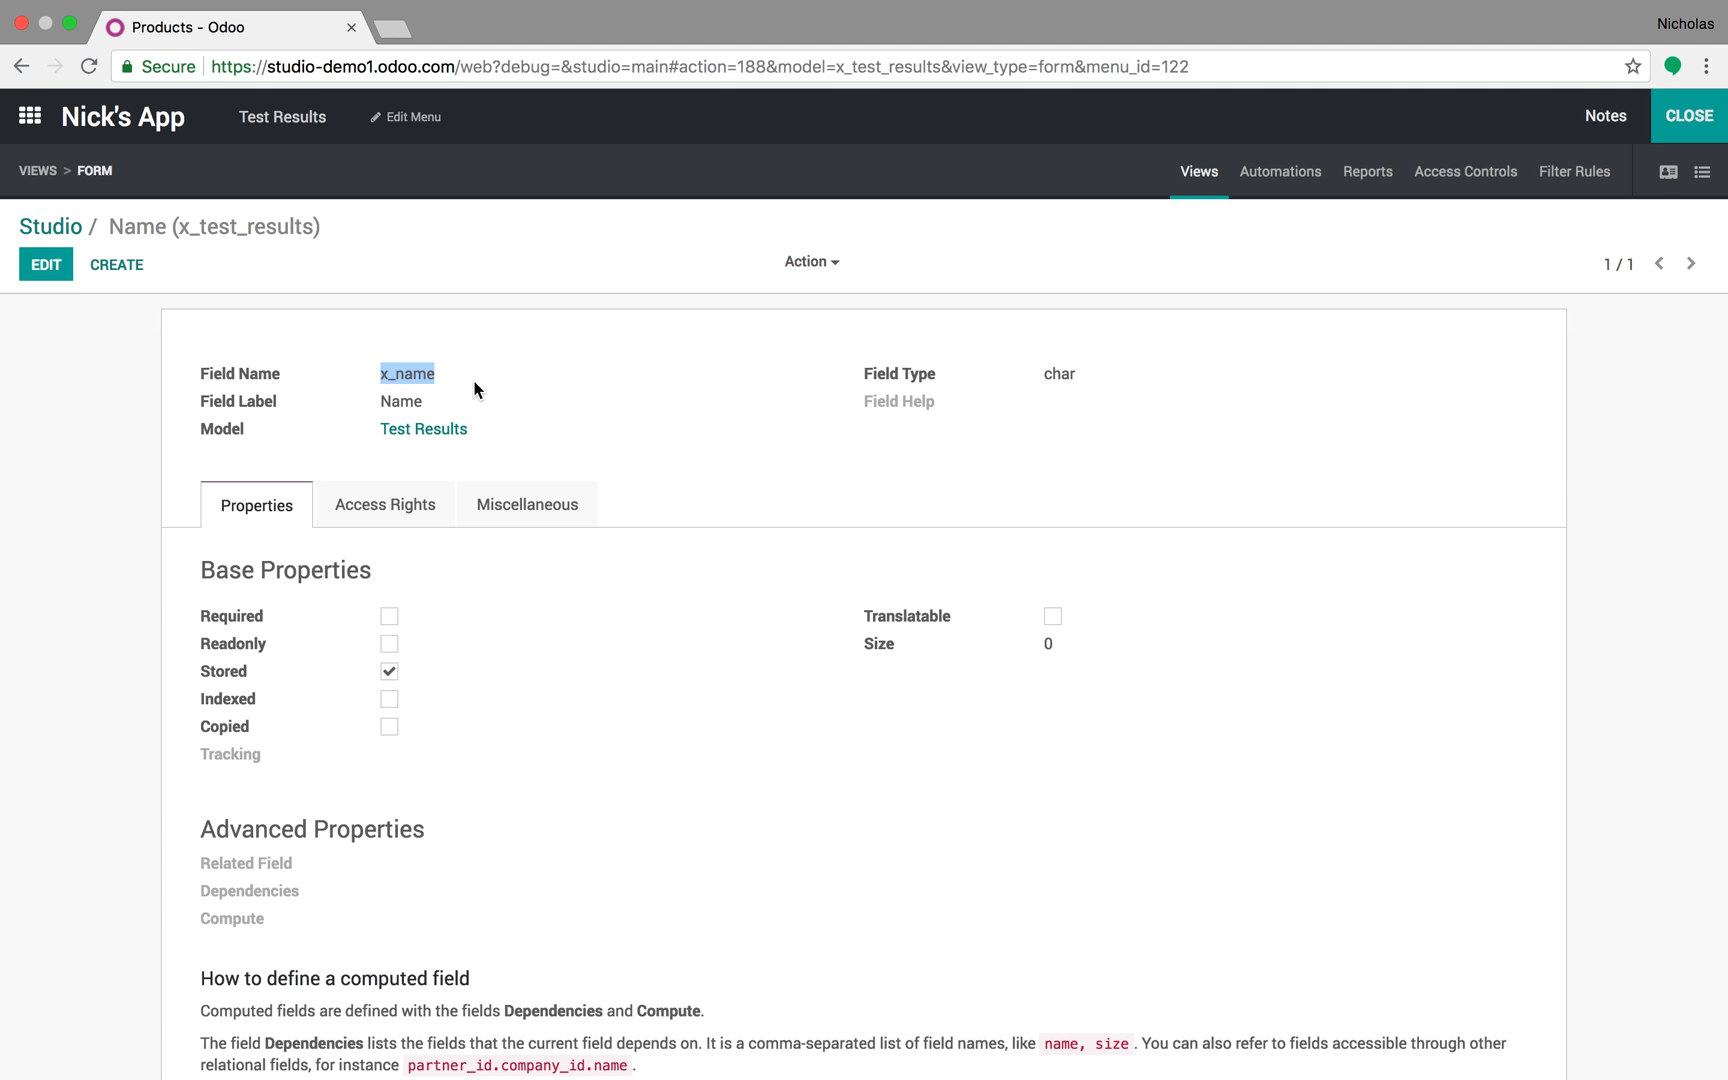 Products - Odoo
Nicholas
Secure https://studio-demo1.odoo.com/web?debug=&studio=main#action=188&model=x_test_results&view_type=form&menu_id=122
Nick's App Test Results Edit Menu Notes CLOSE
VIEWS > FORM Views Automations Reports Access Controls Filter Rules
Studio / Name (x_test_results)
EDIT CREATE Action 1 / 1
Field Name x_name Field Type char
Field Label Name Field Help
Model Test Results
Properties Access Rights Miscellaneous
Base Properties
Required Translatable
Readonly Size 0
Stored
Indexed
Copied
Tracking
Advanced Properties
Related Field
Dependencies
Compute
How to define a computed field
Computed fields are defined with the fields Dependencies and Compute.
The field Dependencies lists the fields that the current field depends on. It is a comma-separated list of field names, like name, size . You can also refer to fields accessible through other
relational fields, for instance partner_id.company_id.name .